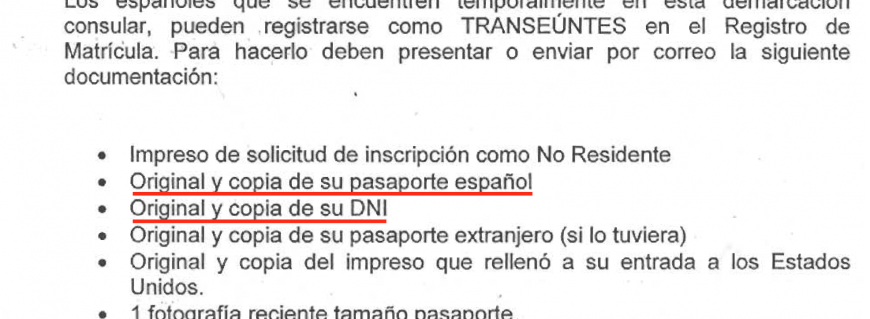 Los españoles que se encuentren temporalmente en esta demarcación
consular, pueden registrarse como TRANSEÚNTES en el Registro de
Matrícula. Para hacerlo deben presentar o enviar por correo la siguiente
documentación:
• Impreso de solicitud de inscripción como No Residente
• Original y copia de su pasaporte español
• Original y copia de su DNI
• Original y copia de su pasaporte extranjero (si lo tuviera)
• Original y copia del impreso que rellenó a su entrada a los Estados
Unidos.
• 1 fotografía reciente tamaño pasaporte